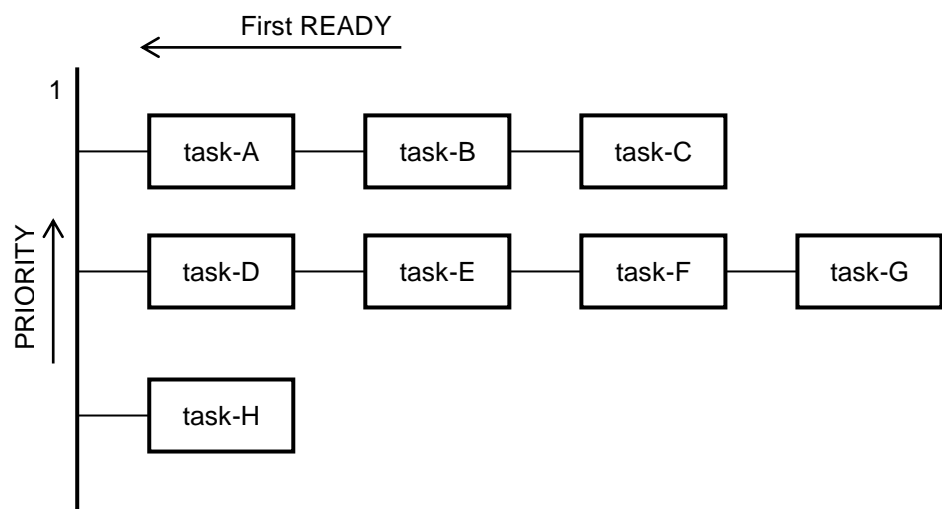 First READY
1
task-A
task-B
task-C
PRIORITY
task-D
task-E
task-F
task-G
task-H